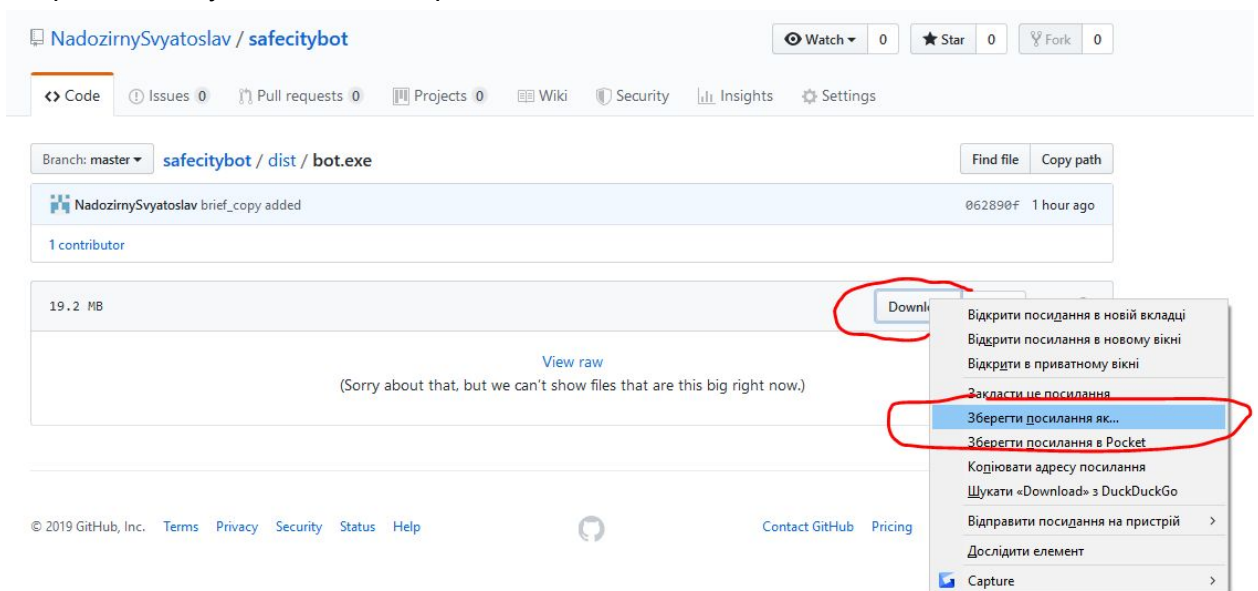 NadozirnySvyatoslav / safecitybot
Watch 0 Star 0 Fork 0
Code Issues 0 Pull requests 0 Projects 0 Wiki Security Insights Settings
Branch: master safecitybot / dist / bot.exe Find file Copy path
NadozirnySvyatoslav brief_copy added 062890f 1 hour ago
1 contributor
19.2 MB
View raw
(Sorry about that, but we can't show files that are this big right now.)
Відкрити посилання в новій вкладці
Відкрити посилання в новому вікні
Відкрити в приватному вікні
Закласти це посилання
Зберегти посилання як...
Зберегти посилання в Pocket
Копіювати адресу посилання
Шукати «Download» з DuckDuckGo
Відправити посилання на пристрій
Дослідити елемент
Capture
© 2019 GitHub, Inc. Terms Privacy Security Status Help Contact GitHub Pricing